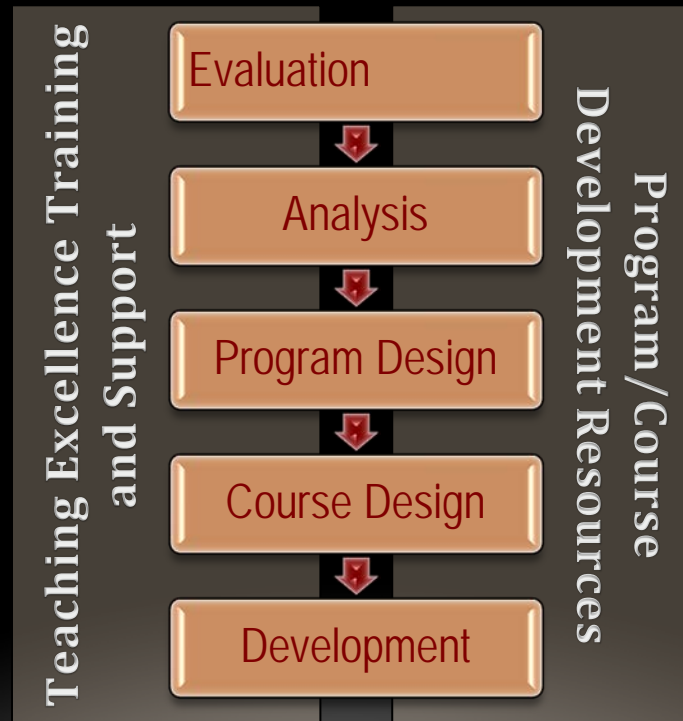 Teaching Excellence Training
and Support
Evaluation
Analysis
Program Design
Course Design
Development
Program/Course
Development Resources